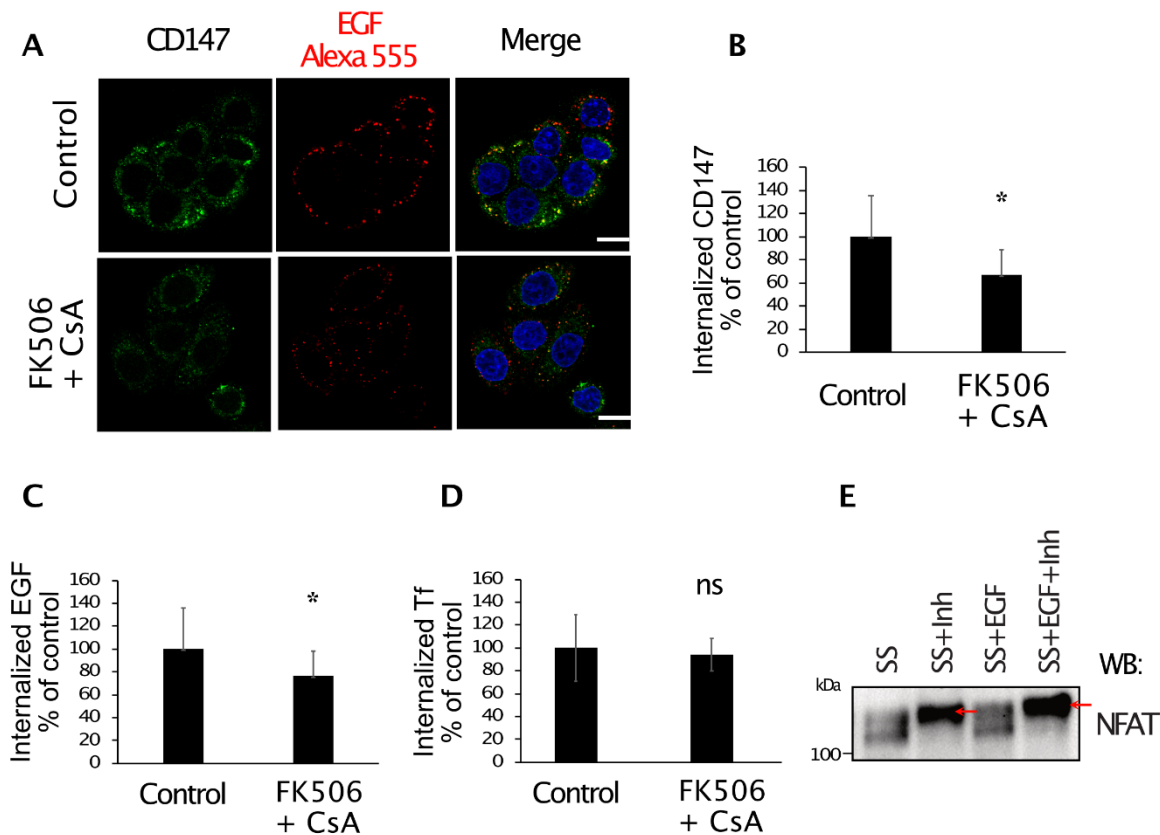 A
CD147
EGF
Alexa 555
Merge
Control
FK506
+ CsA
B
Internalized CD147
% of control
160
140
120
100
80
60
40
20
0
*
Control
FK506
+ CsA
C
Internalized EGF
% of control
160
140
120
100
80
60
40
20
0
*
Control
FK506
+ CsA
D
Internalized Tf
% of control
160
140
120
100
80
60
40
20
0
ns
Control
FK506
+ CsA
E
SS
SS+Inh
SS+EGF
SS+EGF+Inh
WB:
kDa
NFAT
100